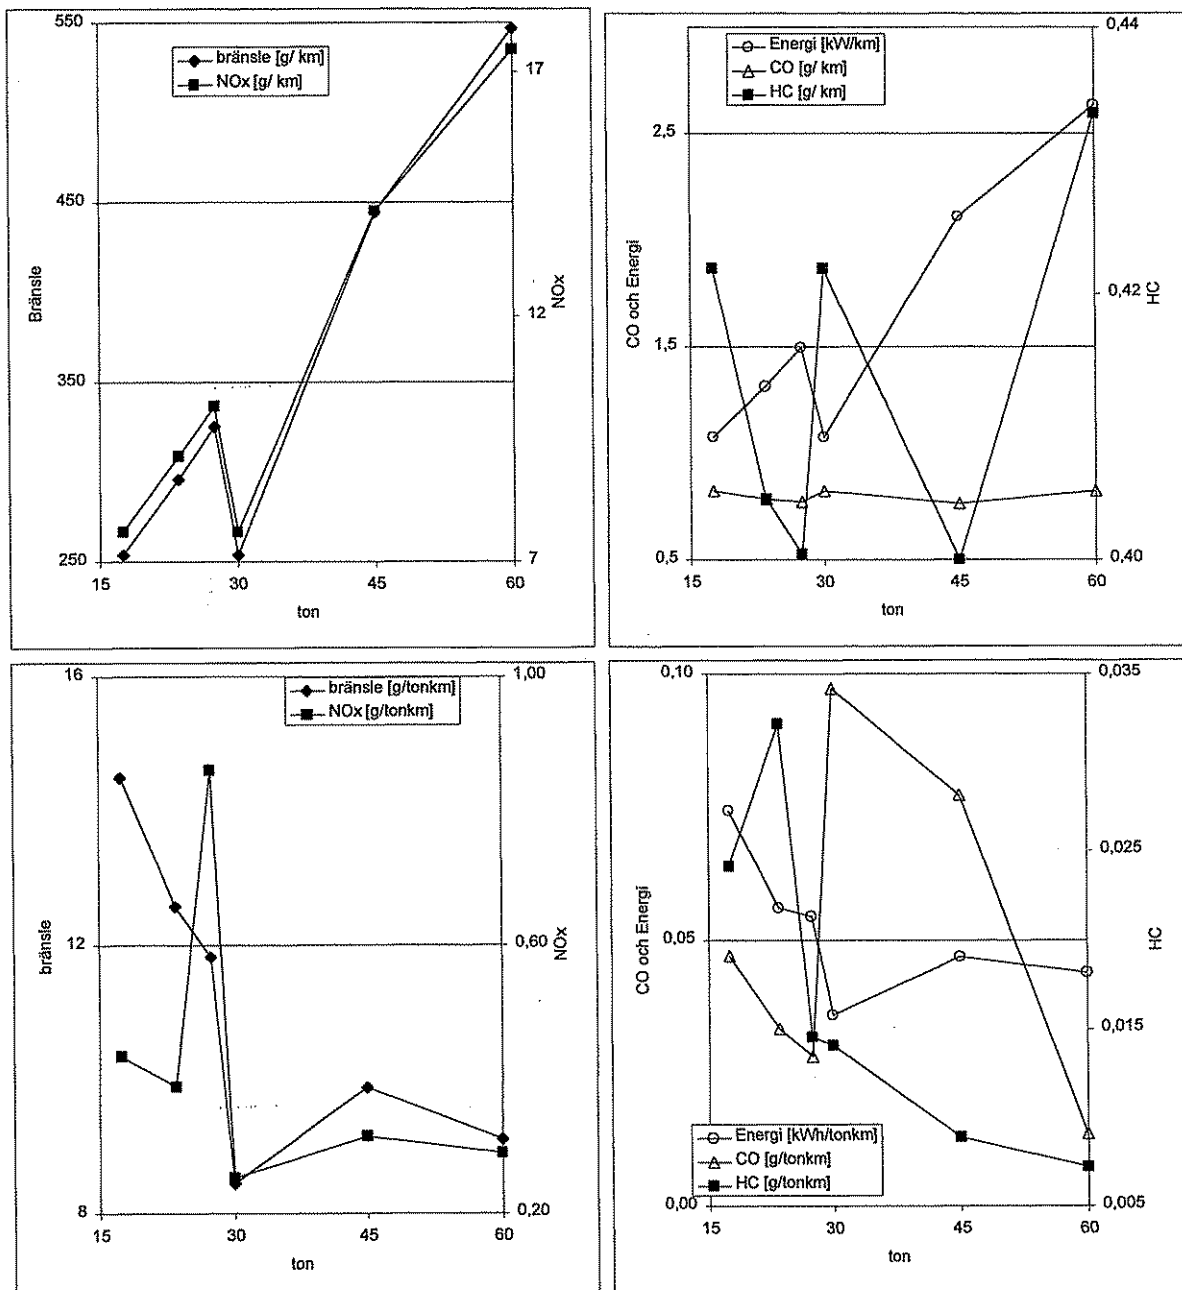 550
450
350
250
Bränsle
bränsle [g/ km]
NOx [g/ km]
17
12
7
NOx
15
30
45
60
ton
2,5
1,5
0,5
CO och Energi
Energi [kW/km]
CO [g/ km]
HC [g/ km]
0,44
0,42
0,40
HC
15
30
45
60
ton
16
12
8
bränsle
bränsle [g/tonkm]
NOx [g/tonkm]
1,00
0,60
0,20
NOx
15
30
45
60
ton
0,10
0,05
0,00
CO och Energi
Energi [kWh/tonkm]
CO [g/tonkm]
HC [g/tonkm]
0,035
0,025
0,015
0,005
HC
15
30
45
60
ton